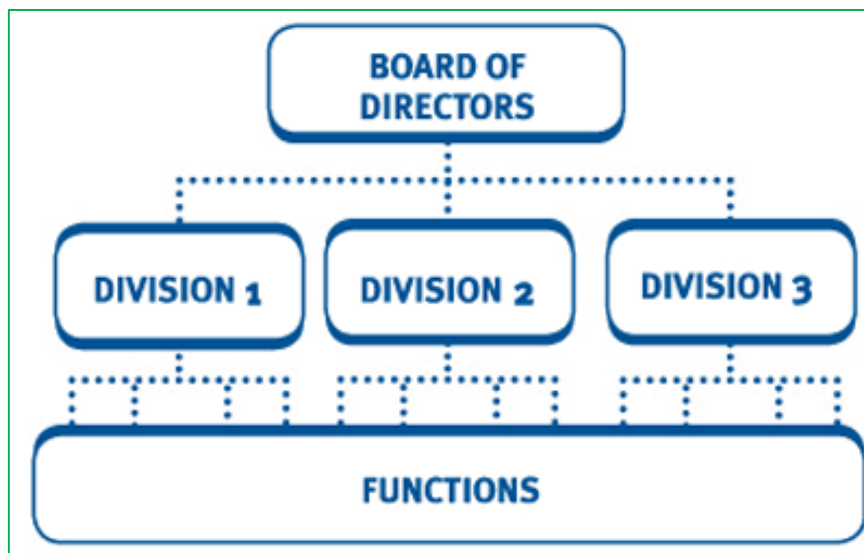 BOARD OF
DIRECTORS
DIVISION 1
DIVISION 2
DIVISION 3
FUNCTIONS